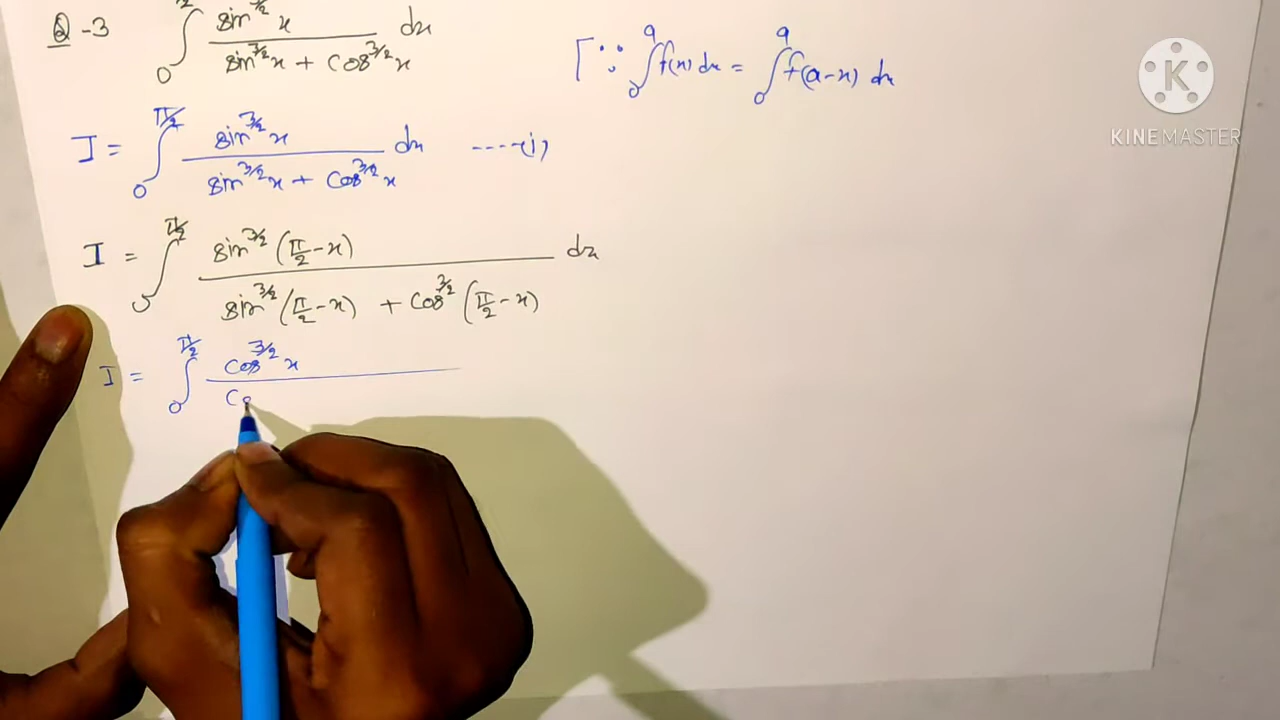 Q-3 ∫₀^π/2 sin^3/2 x / sin^3/2 x + cos^3/2 x dx
[∵ ∫₀^a f(x) dx = ∫₀^a f(a-x) dx
KINEMASTER
I = ∫₀^π/2 sin^3/2 x / sin^3/2 x + cos^3/2 x dx ----(i)
I = ∫₀^π/2 sin^3/2 (π/2 - x) / sin^3/2 (π/2 - x) + cos^3/2 (π/2 - x) dx
I = ∫₀^π/2 cos^3/2 x / co